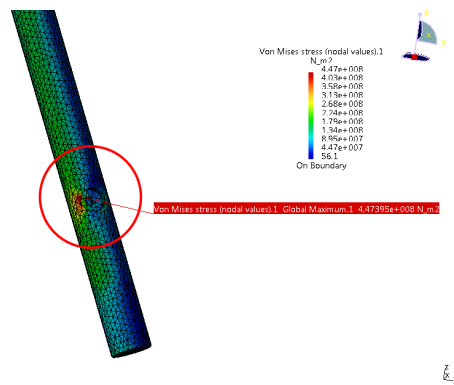 z
x
y
Von Mises stress (nodal values).1
N_m2
4.47e+008
4.03e+008
3.58e+008
3.13e+008
2.68e+008
2.24e+008
1.79e+008
1.34e+008
8.95e+007
4.47e+007
56.1
On Boundary
Von Mises stress (nodal values).1 Global Maximum.1 4,47395e+008 N_m2
z
x